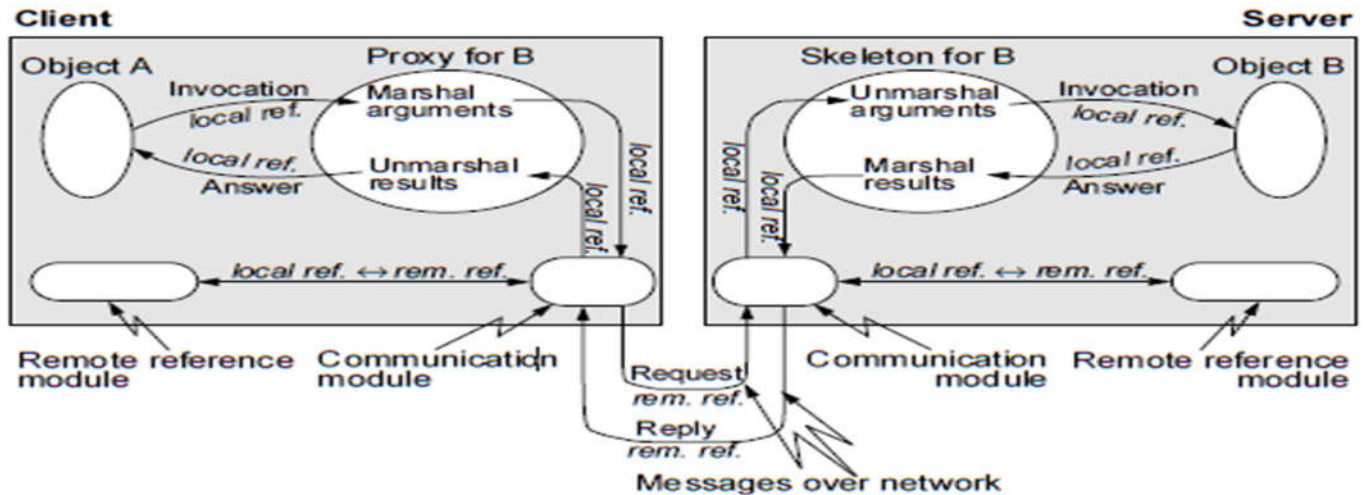 Client
Server
Object A
Proxy for B
Skeleton for B
Object B
Invocation
local ref.
Marshal
arguments
local ref.
Answer
Unmarshal
results
local ref.
local ref.
local ref.
local ref.
Unmarshal
arguments
Marshal
results
Invocation
local ref.
local ref.
Answer
local ref. ↔ rem. ref.
local ref. ↔ rem. ref.
Remote reference
module
Communication
module
Communication
module
Remote reference
module
Request
rem. ref.
Reply
rem. ref.
Messages over network